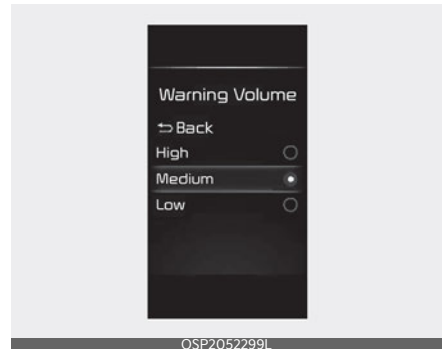 Warning Volume
Back
High
Medium
Low
OSP2052299L